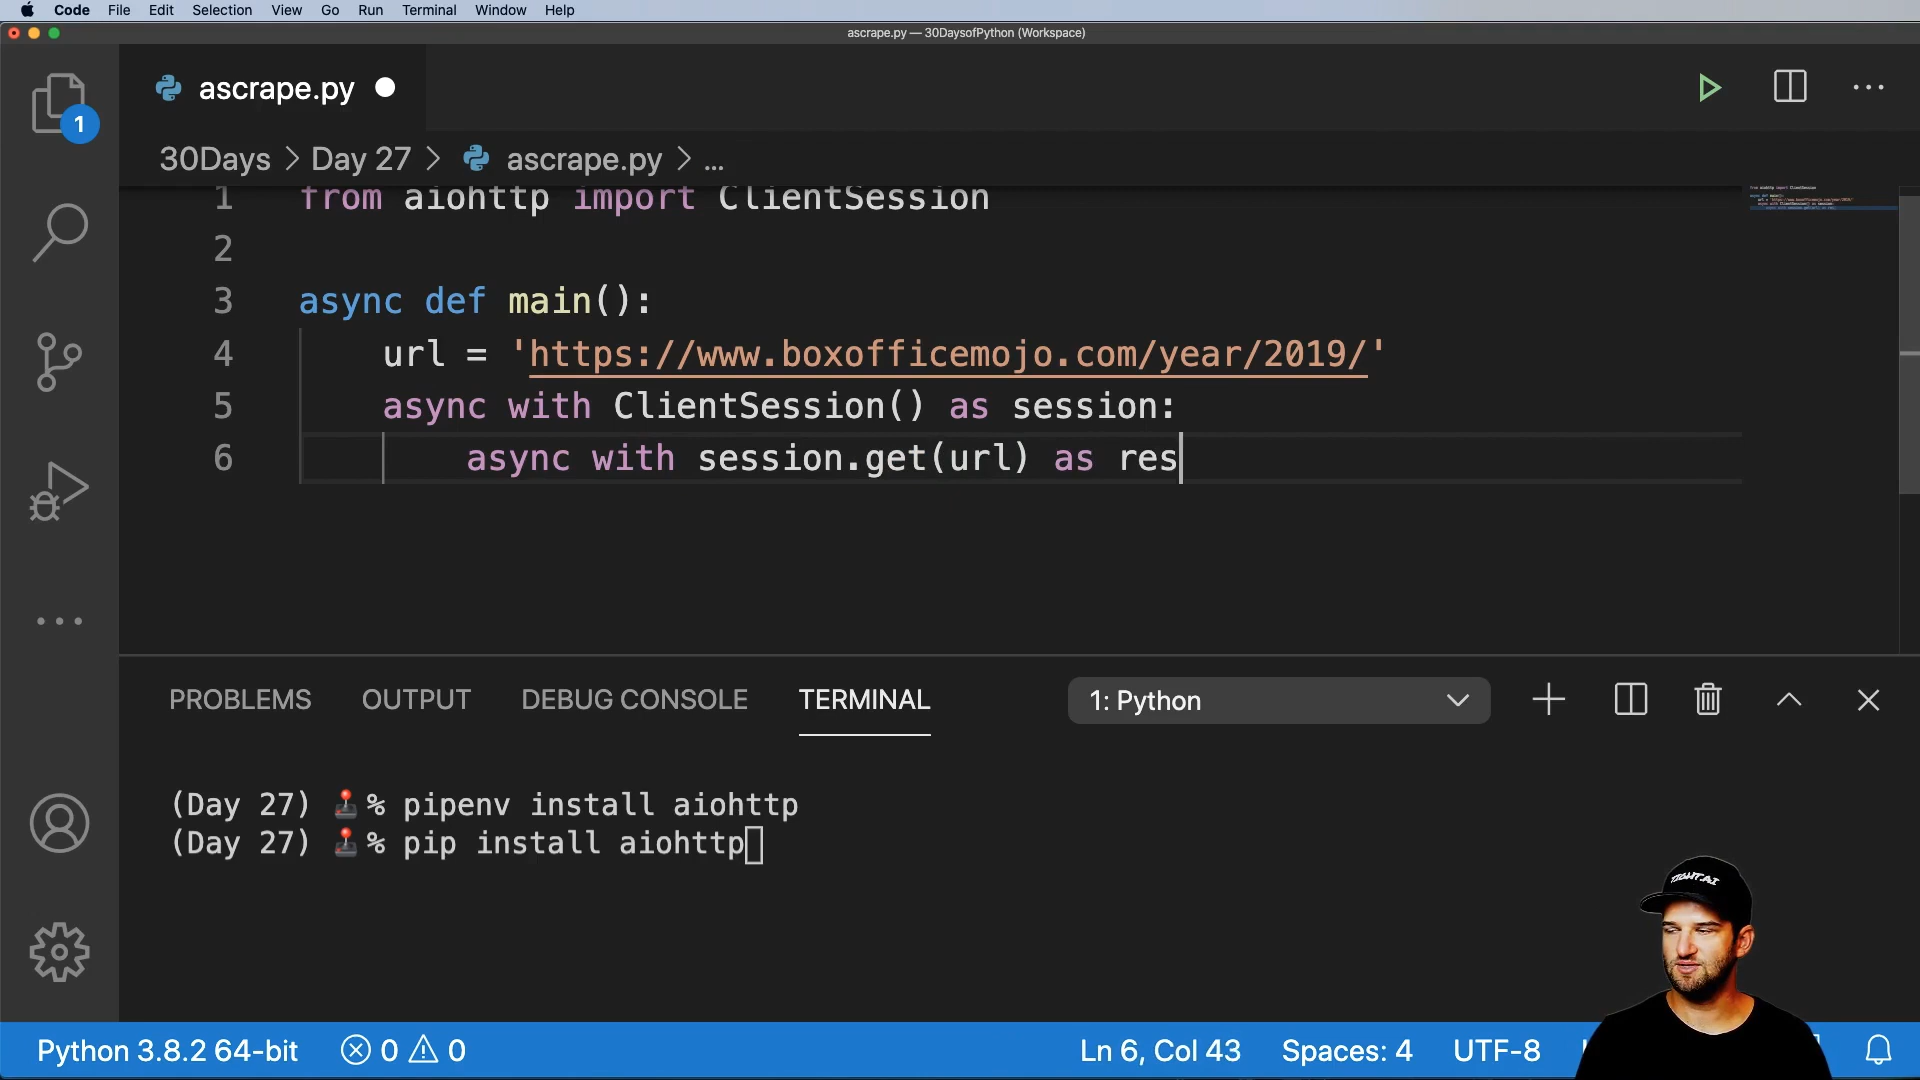 Code File Edit Selection View Go Run Terminal Window Help
ascrape.py — 30DaysofPython (Workspace)
ascrape.py
1
30Days > Day 27 > ascrape.py > ...
1 from aiohttp import ClientSession
2
3 async def main():
4 url = 'https://www.boxofficemojo.com/year/2019/'
5 async with ClientSession() as session:
6 async with session.get(url) as res
PROBLEMS OUTPUT DEBUG CONSOLE TERMINAL 1: Python
(Day 27) 🕹% pipenv install aiohttp
(Day 27) 🕹% pip install aiohttp
TIGHT.AI
Python 3.8.2 64-bit 0 0 Ln 6, Col 43 Spaces: 4 UTF-8